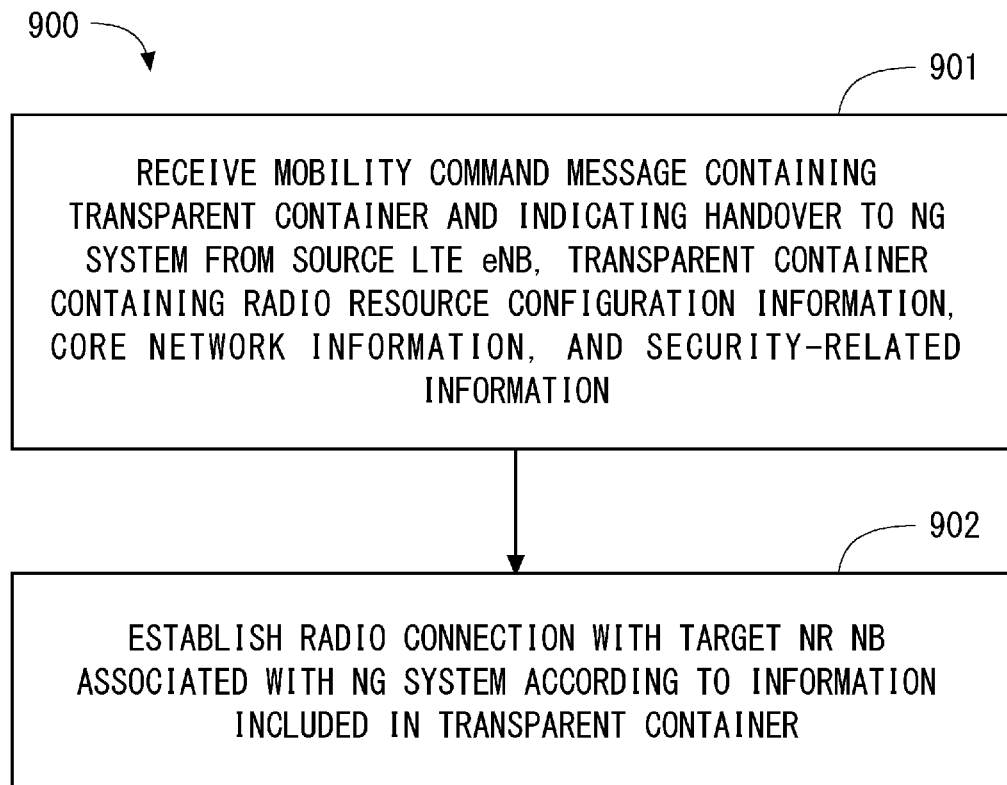 900
901
RECEIVE MOBILITY COMMAND MESSAGE CONTAINING
TRANSPARENT CONTAINER AND INDICATING HANDOVER TO NG
SYSTEM FROM SOURCE LTE eNB, TRANSPARENT CONTAINER
CONTAINING RADIO RESOURCE CONFIGURATION INFORMATION,
CORE NETWORK INFORMATION, AND SECURITY-RELATED
INFORMATION
902
ESTABLISH RADIO CONNECTION WITH TARGET NR NB
ASSOCIATED WITH NG SYSTEM ACCORDING TO INFORMATION
INCLUDED IN TRANSPARENT CONTAINER